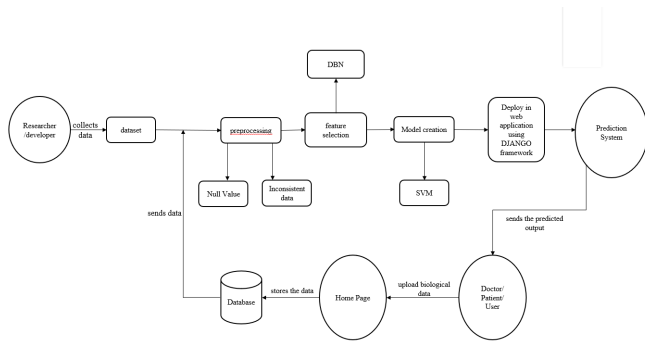 DBN
Researcher
/developer
collects
data
dataset
preprocessing
feature
selection
Model creation
Deploy in
web
application
using
DJANGO
framework
Prediction
System
Null Value
Inconsistent
data
SVM
sends data
sends the predicted
output
Database
stores the data
Home Page
upload biological
data
Doctor/
Patient/
User